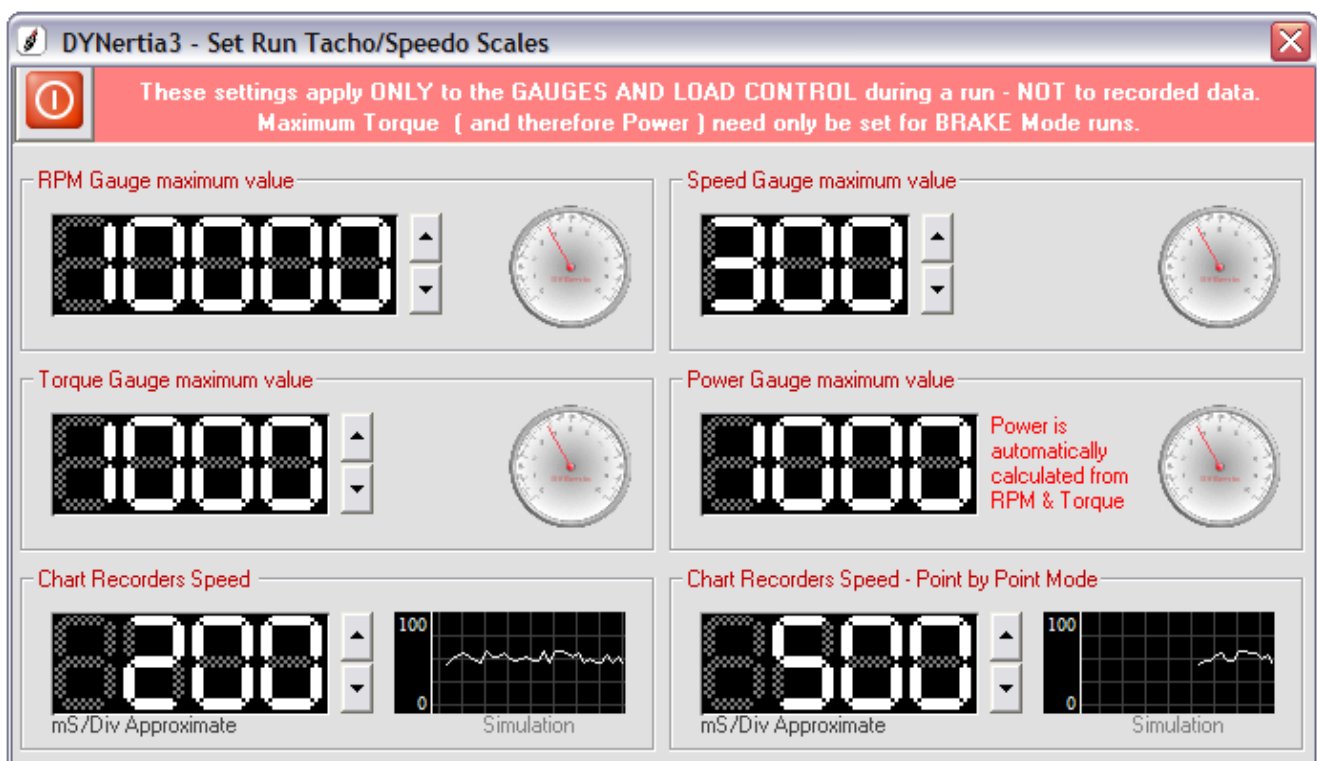 DYNertia3 - Set Run Tacho/Speedo Scales
These settings apply ONLY to the GAUGES AND LOAD CONTROL during a run - NOT to recorded data.
Maximum Torque ( and therefore Power ) need only be set for BRAKE Mode runs.
RPM Gauge maximum value
10000
Speed Gauge maximum value
300
Torque Gauge maximum value
1000
Power Gauge maximum value
1000
Power is
automatically
calculated from
RPM & Torque
Chart Recorders Speed
200
mS/Div Approximate
100
0
Simulation
Chart Recorders Speed - Point by Point Mode
500
mS/Div Approximate
100
0
Simulation